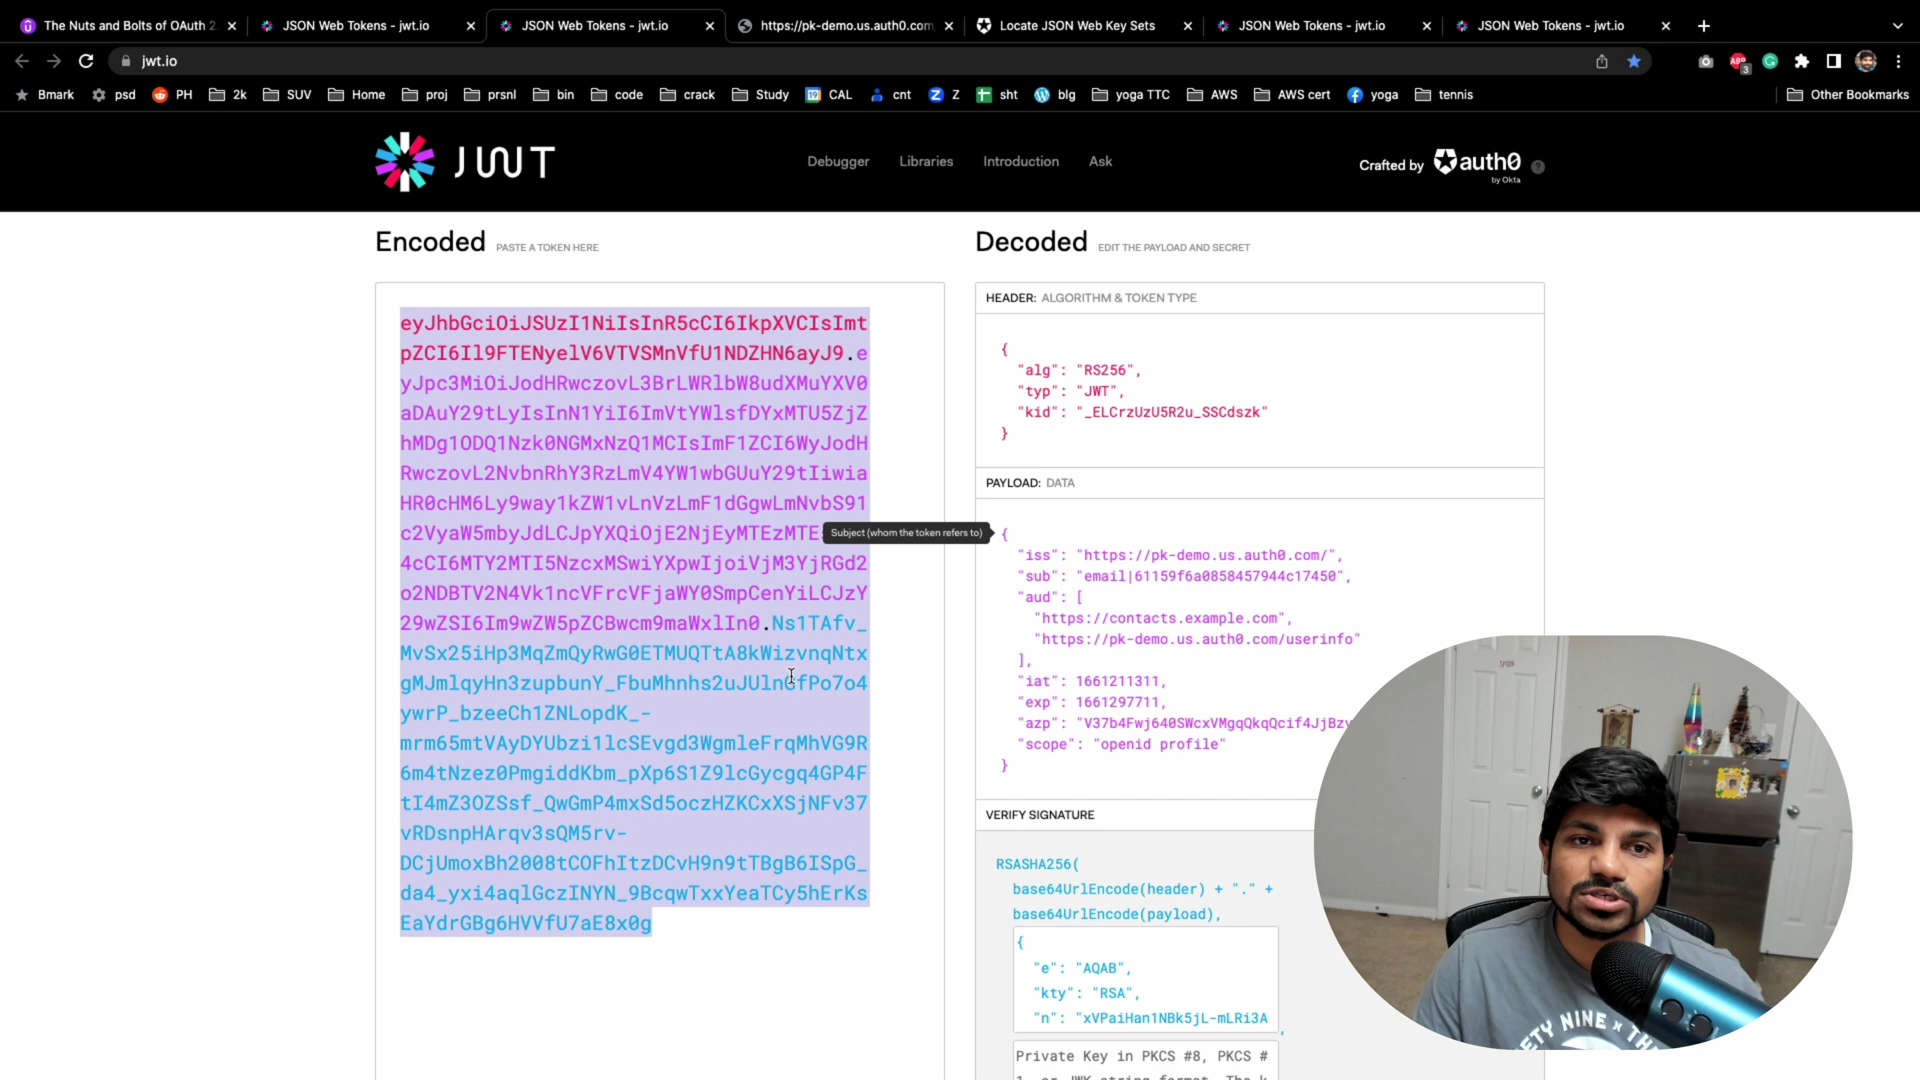 The Nuts and Bolts of OAuth 2.
JSON Web Tokens - jwt.io
JSON Web Tokens - jwt.io
https://pk-demo.us.auth0.com
Locate JSON Web Key Sets
JSON Web Tokens - jwt.io
JSON Web Tokens - jwt.io
jwt.io
ABP
3
Bmark
psd
PH
2k
SUV
Home
proj
prsnl
bin
code
crack
Study
CAL
cnt
Z
sht
blg
yoga TTC
AWS
AWS cert
yoga
tennis
Other Bookmarks
JWT
Debugger
Libraries
Introduction
Ask
Crafted by
auth0
by Okta
Encoded PASTE A TOKEN HERE
eyJhbGciOiJSUzI1NiIsInR5cCI6IkpXVCIsImt
pZCI6Il9FTENyelV6VTVSMnVfU1NDZHN6ayJ9.e
yJpc3MiOiJodHRwczovL3BrLWRlbW8udXMuYXV0
aDAuY29tLyIsInN1YiI6ImVtYWlsfDYxMTU5ZjZ
hMDg1ODQ1Nzk0NGMxNzQ1MCIsImF1ZCI6WyJodH
RwczovL2NvbnRhY3RzLmV4YW1wbGUuY29tIiwia
HR0cHM6Ly9way1kZW1vLnVzLmF1dGgwLmNvbS91
c2VyaW5mbyJdLCJpYXQiOjE2NjEyMTEzMTE
4cCI6MTY2MTI5NzcxMSwiYXpwIjoiVjM3YjRGd2
o2NDBTV2N4Vk1ncVFrcVFjaWY0SmpCenYiLCJzY
29wZSI6Im9wZW5pZCBwcm9maWxlIn0.Ns1TAfv_
MvSx25iHp3MqZmQyRwG0ETMUQTtA8kWizvnqNtx
gMJmlqyHn3zupbunY_FbuMhnhs2uJUlnGfPo7o4
ywrP_bzeeCh1ZNLopdK_-
mrm65mtVAyDYUbzi1lcSEvgd3WgmleFrqMhVG9R
6m4tNzez0PmgiddKbm_pXp6S1Z9lcGycgq4GP4F
tI4mZ3OZSsf_QwGmP4mxSd5oczHZKCxXSjNFv37
vRDsnpHArqv3sQM5rv-
DCjUmoxBh2008tCOFhItzDCvH9n9tTBgB6ISpG_
da4_yxi4aqlGczINYN_9BcqwTxxYeaTCy5hErKs
EaYdrGBg6HVVfU7aE8x0g
Subject (whom the token refers to)
Decoded EDIT THE PAYLOAD AND SECRET
HEADER: ALGORITHM & TOKEN TYPE
{
"alg": "RS256",
"typ": "JWT",
"kid": "_ELCrzUzU5R2u_SSCdszk"
}
PAYLOAD: DATA
{
"iss": "https://pk-demo.us.auth0.com/",
"sub": "email|61159f6a0858457944c17450",
"aud": [
"https://contacts.example.com",
"https://pk-demo.us.auth0.com/userinfo"
],
"iat": 1661211311,
"exp": 1661297711,
"azp": "V37b4Fwj640SWcxVMgqQkqQcif4JjBzv
"scope": "openid profile"
}
VERIFY SIGNATURE
RSASHA256(
base64UrlEncode(header) + "." +
base64UrlEncode(payload),
{
"e": "AQAB",
"kty": "RSA",
"n": "xVPaiHan1NBk5jL-mLRi3A
,
Private Key in PKCS #8, PKCS #